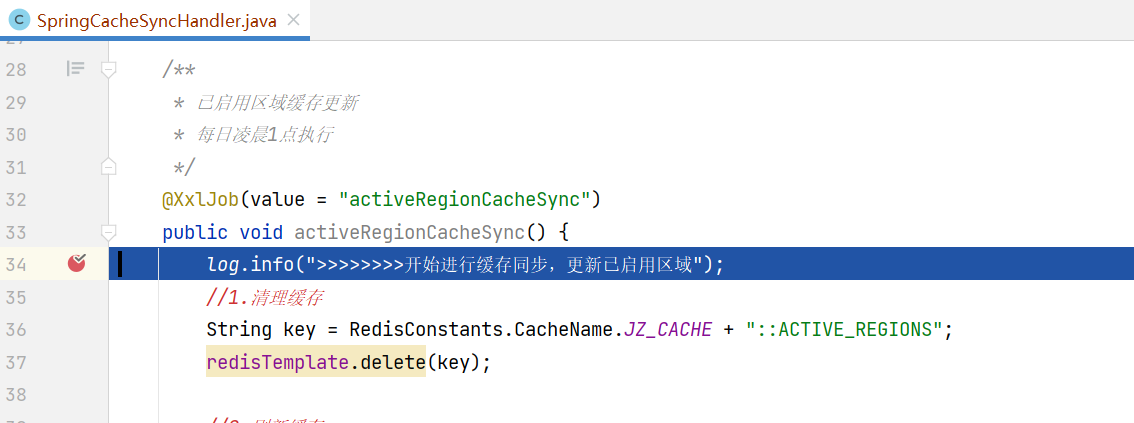 C SpringCacheSyncHandler.java
28 /**
29 * 已启用区域缓存更新
30 * 每日凌晨1点执行
31 */
32 @XxlJob(value = "activeRegionCacheSync")
33 public void activeRegionCacheSync() {
34 log.info(">>>>>>>>开始进行缓存同步，更新已启用区域");
35 //1.清理缓存
36 String key = RedisConstants.CacheName.JZ_CACHE + "::ACTIVE_REGIONS";
37 redisTemplate.delete(key);
38